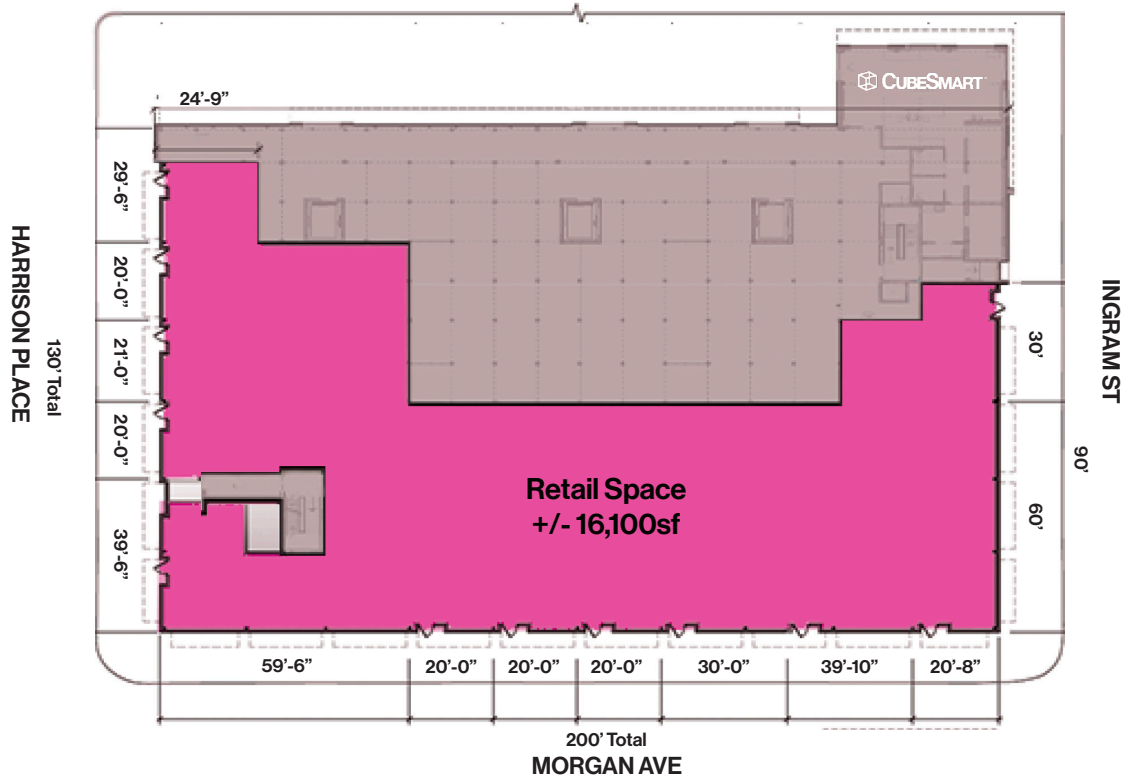 CUBESMART
24'-9"
29'-6"
20'-0"
21'-0"
20'-0"
39'-6"
130' Total
HARRISON PLACE
INGRAM ST
30'
90'
60'
Retail Space
+/- 16,100sf
59'-6"
20'-0"
20'-0"
20'-0"
30'-0"
39'-10"
20'-8"
200' Total
MORGAN AVE